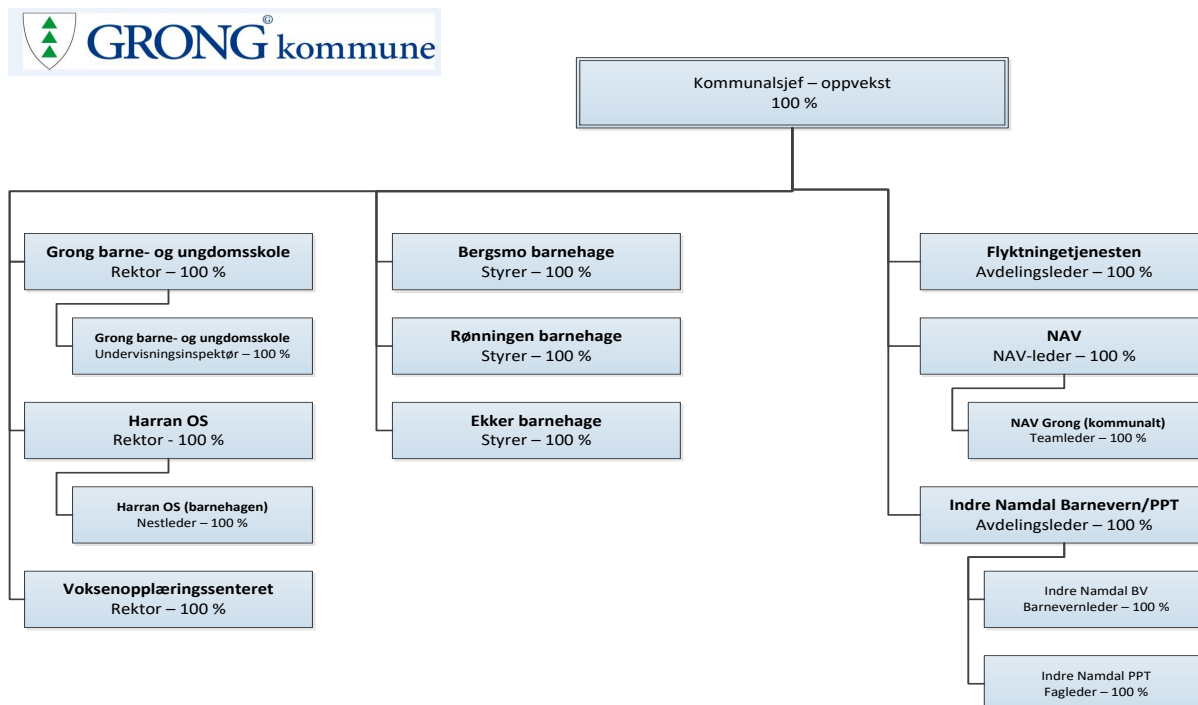 GRONG kommune
Kommunalsjef – oppvekst
100 %
Grong barne- og ungdomsskole
Rektor – 100 %
Grong barne- og ungdomsskole
Undervisningsinspektør – 100 %
Harran OS
Rektor - 100 %
Harran OS (barnehagen)
Nestleder – 100 %
Voksenopplæringssenteret
Rektor – 100 %
Bergsmo barnehage
Styrer – 100 %
Rønningen barnehage
Styrer – 100 %
Ekker barnehage
Styrer – 100 %
Flyktningetjenesten
Avdelingsleder – 100 %
NAV
NAV-leder – 100 %
NAV Grong (kommunalt)
Teamleder – 100 %
Indre Namdal Barnevern/PPT
Avdelingsleder – 100 %
Indre Namdal BV
Barnevernleder – 100 %
Indre Namdal PPT
Fagleder – 100 %